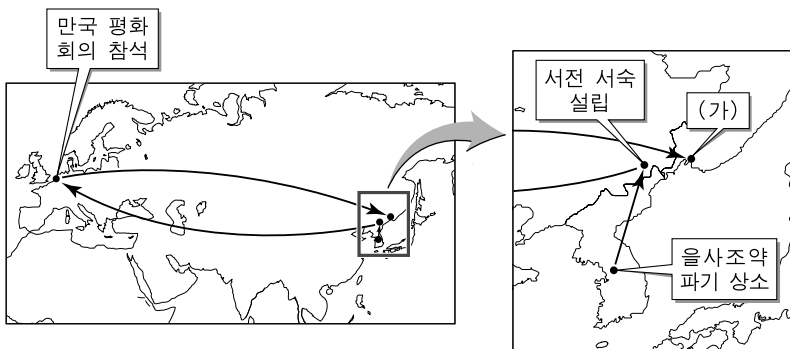 만국 평화
회의 참석
서전 서숙
설립
(가)
을사조약
파기 상소